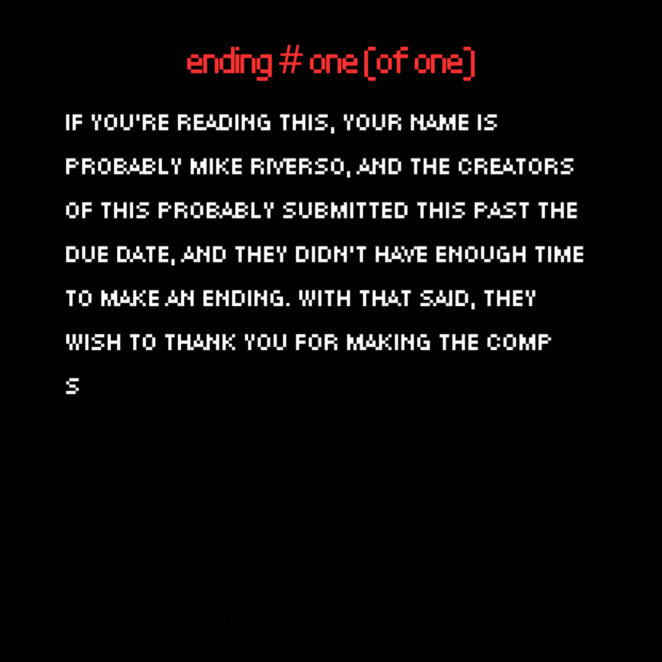 ending # one (of one)
IF YOU'RE READING THIS, YOUR NAME IS
PROBABLY MIKE RIVERSO, AND THE CREATORS
OF THIS PROBABLY SUBMITTED THIS PAST THE
DUE DATE, AND THEY DIDN'T HAVE ENOUGH TIME
TO MAKE AN ENDING. WITH THAT SAID, THEY
WISH TO THANK YOU FOR MAKING THE COMP
S